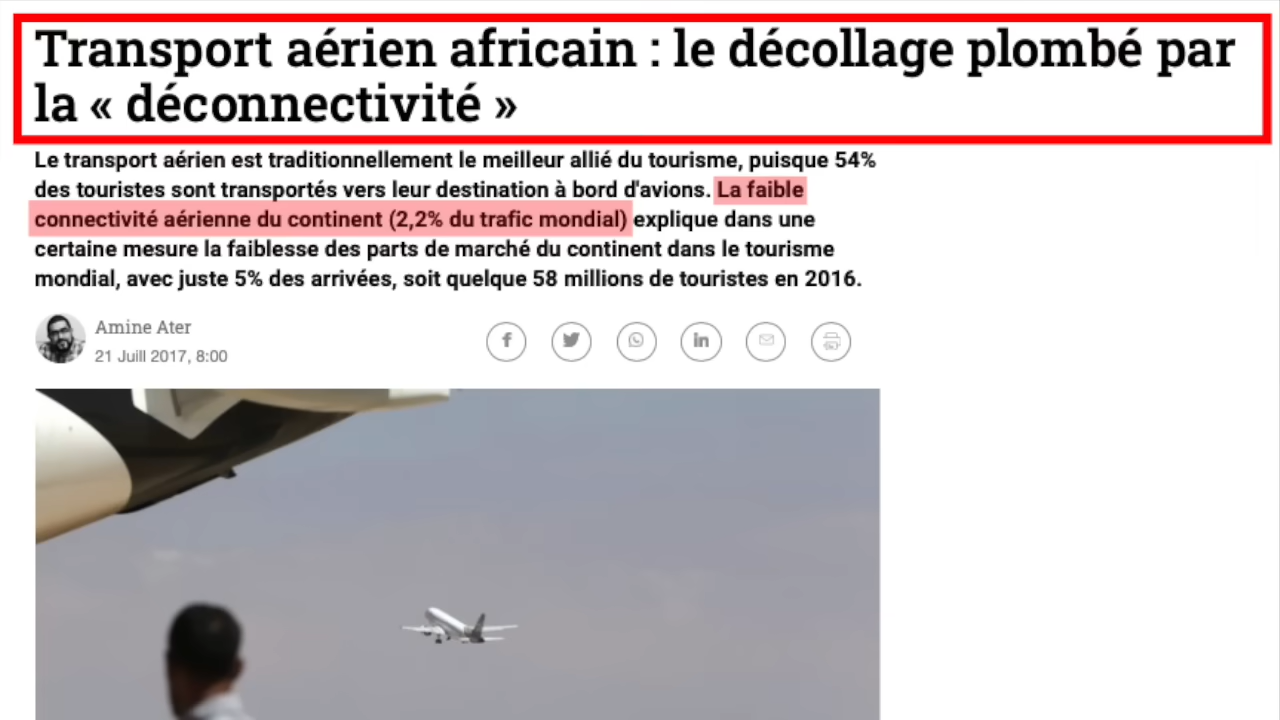 Transport aérien africain : le décollage plombé par
la « déconnectivité »
Le transport aérien est traditionnellement le meilleur allié du tourisme, puisque 54%
des touristes sont transportés vers leur destination à bord d'avions. La faible
connectivité aérienne du continent (2,2% du trafic mondial) explique dans une
certaine mesure la faiblesse des parts de marché du continent dans le tourisme
mondial, avec juste 5% des arrivées, soit quelque 58 millions de touristes en 2016.
Amine Ater
21 Juill 2017, 8:00